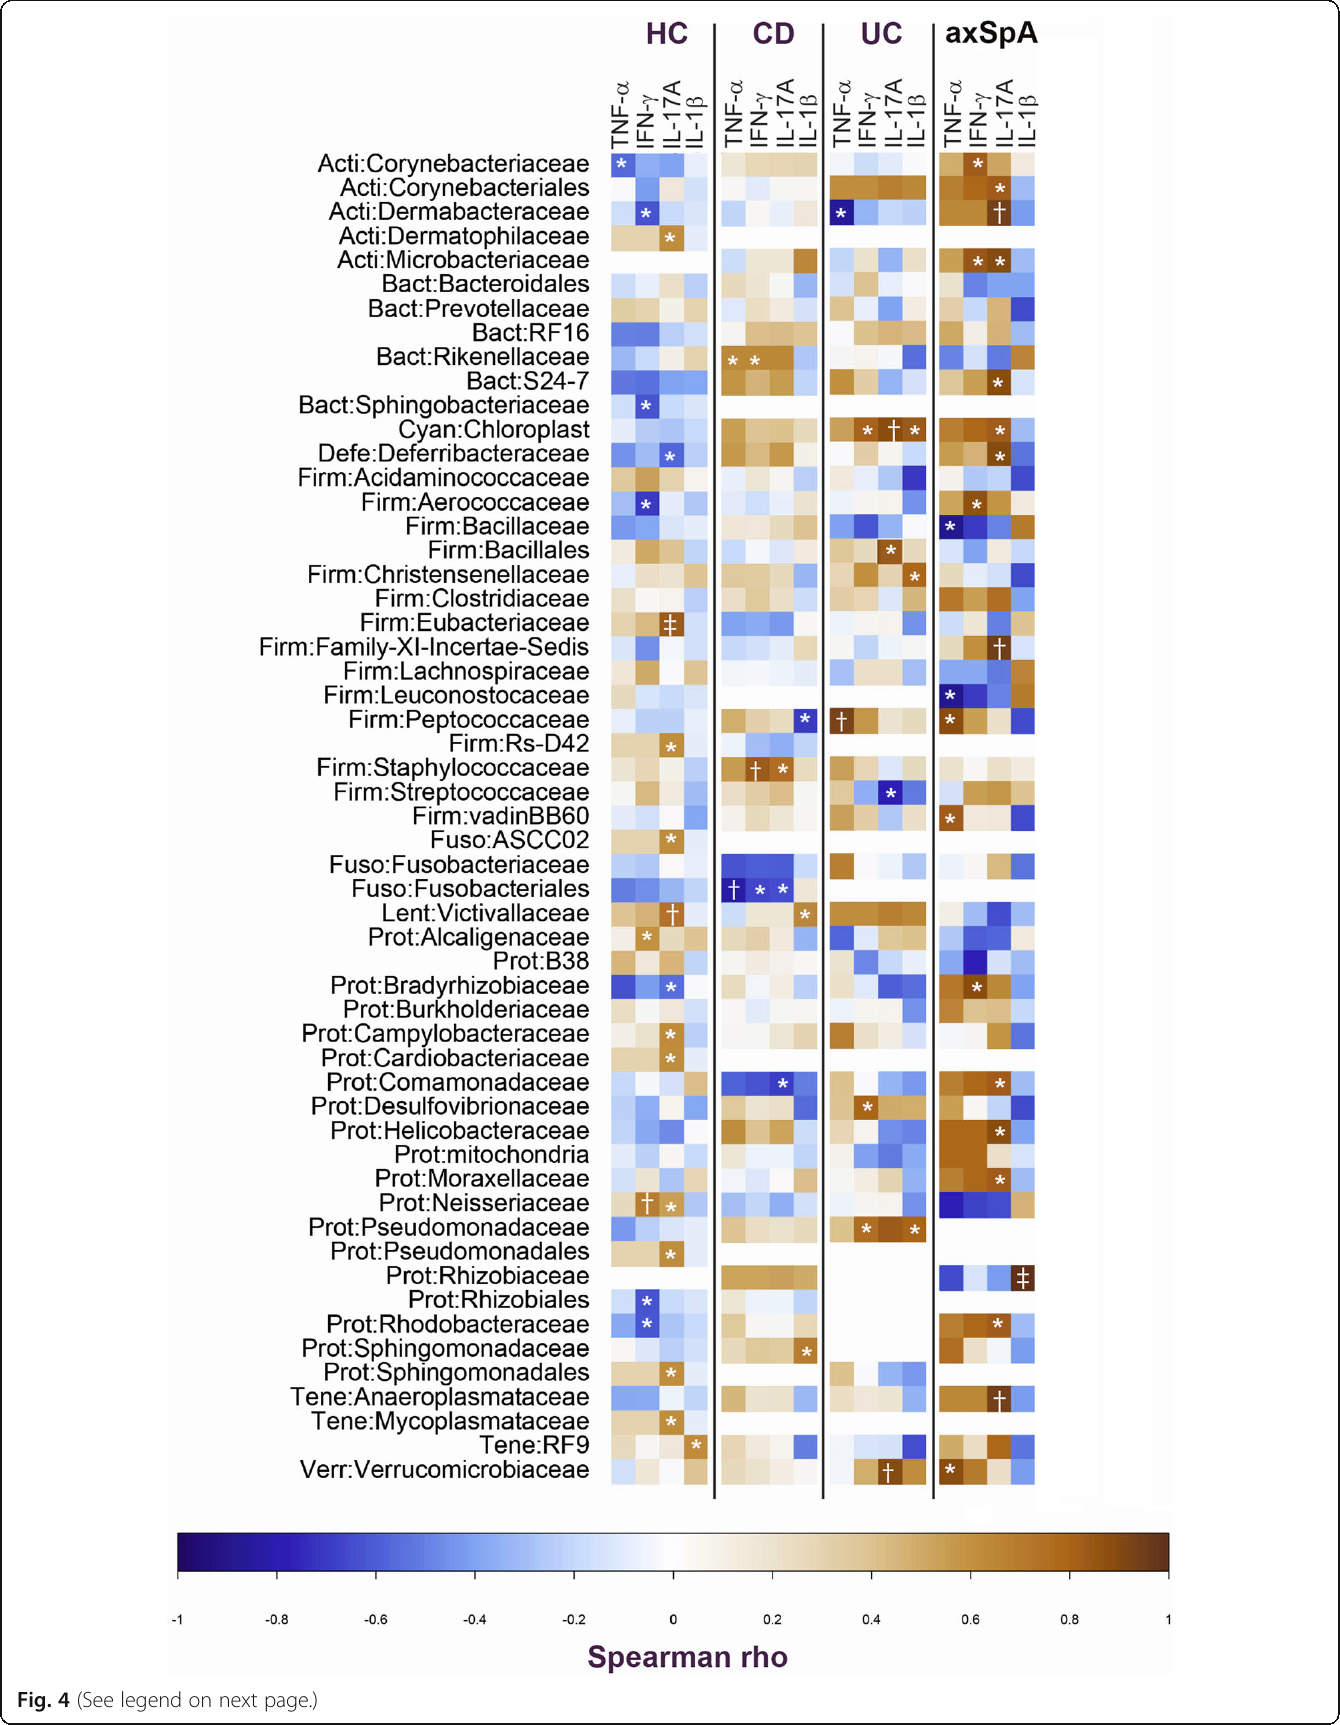 HC CD UC axSpA
TNF-α IFN-γ IL-17A IL-1β TNF-α IFN-γ IL-17A IL-1β TNF-α IFN-γ IL-17A IL-1β TNF-α IFN-γ IL-17A IL-1β
Acti:Corynebacteriaceae * *
Acti:Corynebacteriales *
Acti:Dermabacteraceae * * †
Acti:Dermatophilaceae *
Acti:Microbacteriaceae * *
Bact:Bacteroidales
Bact:Prevotellaceae
Bact:RF16
Bact:Rikenellaceae * *
Bact:S24-7 *
Bact:Sphingobacteriaceae *
Cyan:Chloroplast * † * *
Defe:Deferribacteraceae * *
Firm:Acidaminococcaceae
Firm:Aerococcaceae * *
Firm:Bacillaceae *
Firm:Bacillales *
Firm:Christensenellaceae *
Firm:Clostridiaceae
Firm:Eubacteriaceae ‡
Firm:Family-XI-Incertae-Sedis †
Firm:Lachnospiraceae
Firm:Leuconostocaceae *
Firm:Peptococcaceae * † *
Firm:Rs-D42 *
Firm:Staphylococcaceae † *
Firm:Streptococcaceae *
Firm:vadinBB60 *
Fuso:ASCC02 *
Fuso:Fusobacteriaceae
Fuso:Fusobacteriales † * *
Lent:Victivallaceae † *
Prot:Alcaligenaceae *
Prot:B38
Prot:Bradyrhizobiaceae * *
Prot:Burkholderiaceae
Prot:Campylobacteraceae *
Prot:Cardiobacteriaceae *
Prot:Comamonadaceae * *
Prot:Desulfovibrionaceae *
Prot:Helicobacteraceae *
Prot:mitochondria
Prot:Moraxellaceae *
Prot:Neisseriaceae † *
Prot:Pseudomonadaceae * *
Prot:Pseudomonadales *
Prot:Rhizobiaceae ‡
Prot:Rhizobiales *
Prot:Rhodobacteraceae * *
Prot:Sphingomonadaceae *
Prot:Sphingomonadales *
Tene:Anaeroplasmataceae †
Tene:Mycoplasmataceae *
Tene:RF9 *
Verr:Verrucomicrobiaceae † *
-1 -0.8 -0.6 -0.4 -0.2 0 0.2 0.4 0.6 0.8 1
Spearman rho
Fig. 4 (See legend on next page.)